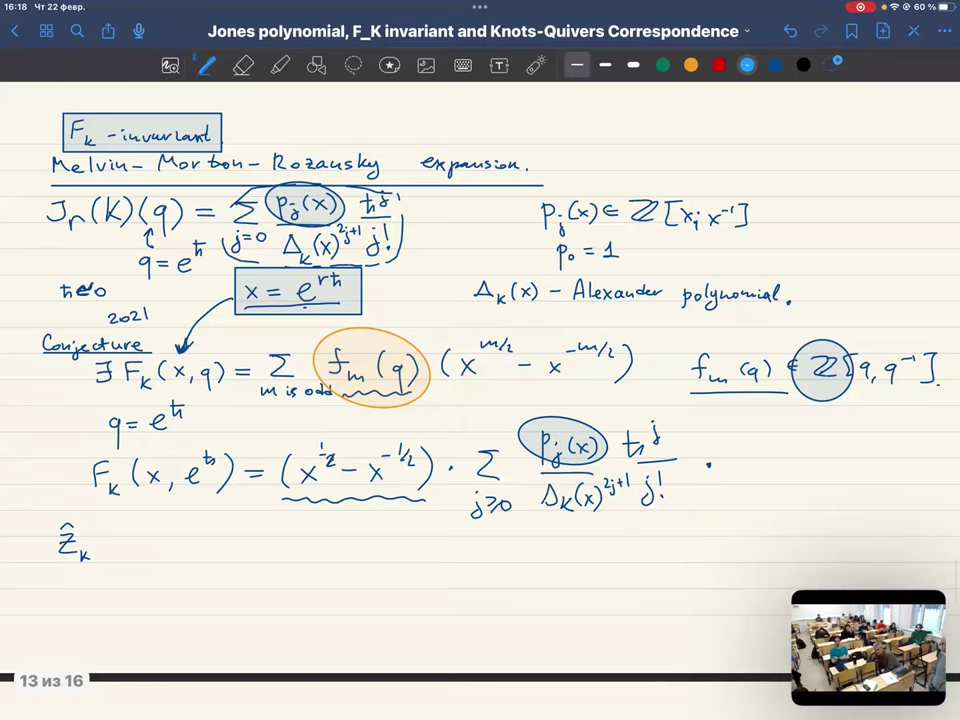 16:18 Чт 22 февр.
60 %
Jones polynomial, F_K invariant and Knots-Quivers Correspondence
F_K - invariant
Melvin - Morton - Rozansky expansion.
J_r(K)(q) = ∑_{j=0} p_j(x) / Δ_K(x)^{2j+1} ħ^j / j!
p_j(x) ∈ ℤ[x, x^{-1}]
q = e^ħ
p_0 = 1
x = e^{rħ}
Δ_K(x) - Alexander polynomial.
2021
Conjecture
∃ F_K(x, q) = ∑_{m is odd} f_m(q) (x^{m/2} - x^{-m/2}) f_m(q) ∈ ℤ[q, q^{-1}].
q = e^ħ
F_K(x, e^ħ) = (x^{1/2} - x^{-1/2}) · ∑_{j≥0} p_j(x) / Δ_K(x)^{2j+1} ħ^j / j! .
Ẑ_K
13 из 16